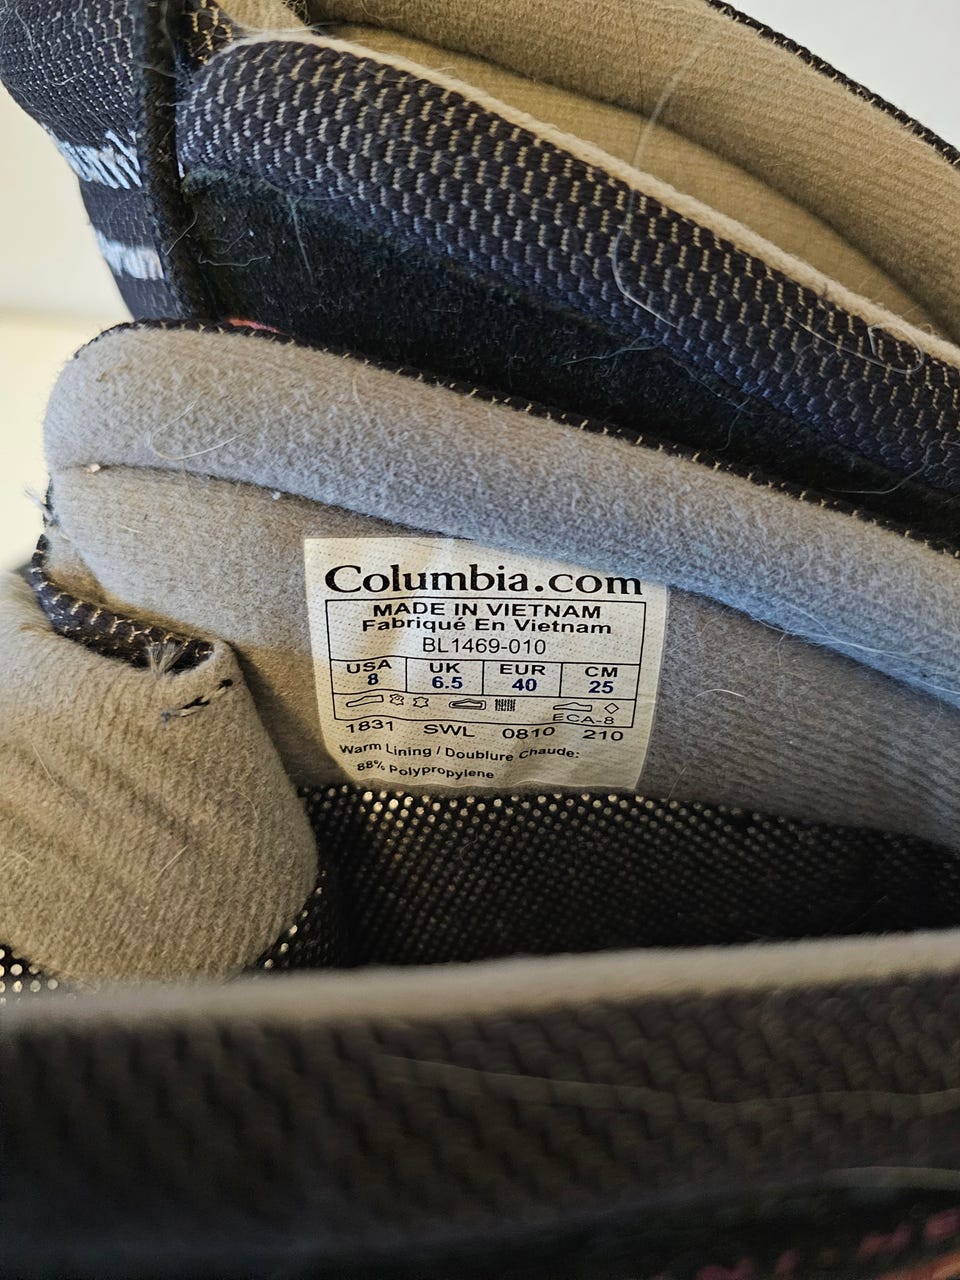 Columbia.com
MADE IN VIETNAM
Fabriqué En Vietnam
BL1469-010
USA UK EUR CM
8 6.5 40 25
ECA-8
1831 SWL 0810 210
Warm Lining / Doublure Chaude:
88% Polypropylene